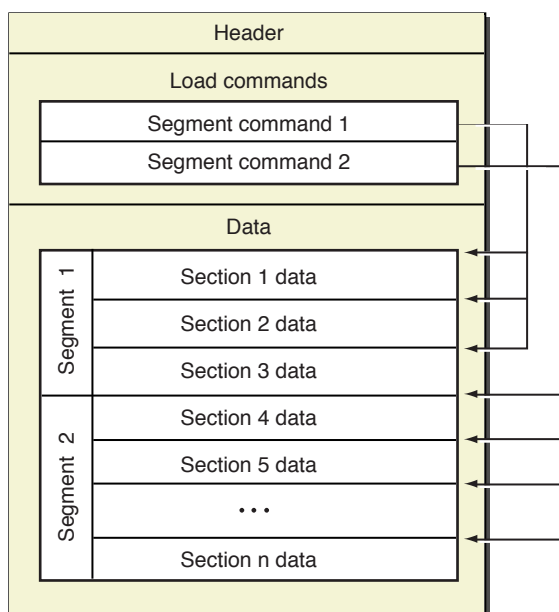 Header
Load commands
Segment command 1
Segment command 2
Data
Segment 1
Section 1 data
Section 2 data
Section 3 data
Segment 2
Section 4 data
Section 5 data
...
Section n data